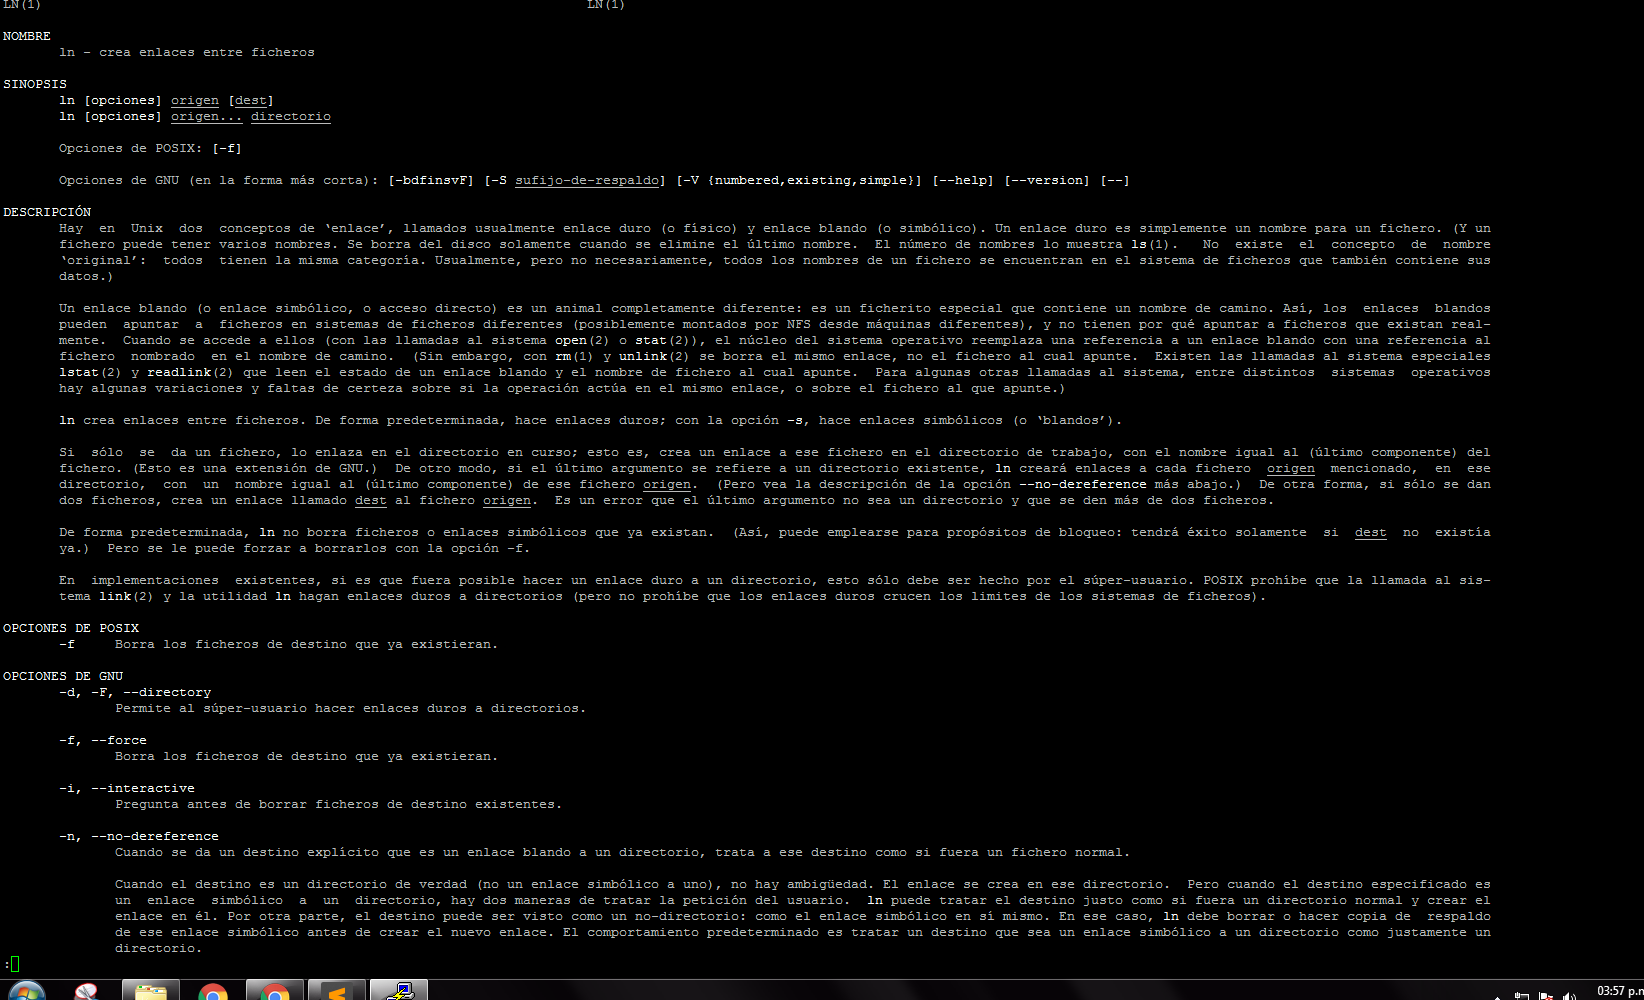 LN(1) LN(1)
NOMBRE
ln - crea enlaces entre ficheros
SINOPSIS
ln [opciones] origen [dest]
ln [opciones] origen... directorio
Opciones de POSIX: [-f]
Opciones de GNU (en la forma más corta): [-bdfinsvF] [-S sufijo-de-respaldo] [-V {numbered,existing,simple}] [--help] [--version] [--]
DESCRIPCIÓN
Hay en Unix dos conceptos de ‘enlace’, llamados usualmente enlace duro (o físico) y enlace blando (o simbólico). Un enlace duro es simplemente un nombre para un fichero. (Y un
fichero puede tener varios nombres. Se borra del disco solamente cuando se elimine el último nombre. El número de nombres lo muestra ls(1). No existe el concepto de nombre
‘original’: todos tienen la misma categoría. Usualmente, pero no necesariamente, todos los nombres de un fichero se encuentran en el sistema de ficheros que también contiene sus
datos.)
Un enlace blando (o enlace simbólico, o acceso directo) es un animal completamente diferente: es un ficherito especial que contiene un nombre de camino. Así, los enlaces blandos
pueden apuntar a ficheros en sistemas de ficheros diferentes (posiblemente montados por NFS desde máquinas diferentes), y no tienen por qué apuntar a ficheros que existan real-
mente. Cuando se accede a ellos (con las llamadas al sistema open(2) o stat(2)), el núcleo del sistema operativo reemplaza una referencia a un enlace blando con una referencia al
fichero nombrado en el nombre de camino. (Sin embargo, con rm(1) y unlink(2) se borra el mismo enlace, no el fichero al cual apunte. Existen las llamadas al sistema especiales
lstat(2) y readlink(2) que leen el estado de un enlace blando y el nombre de fichero al cual apunte. Para algunas otras llamadas al sistema, entre distintos sistemas operativos
hay algunas variaciones y faltas de certeza sobre si la operación actúa en el mismo enlace, o sobre el fichero al que apunte.)
ln crea enlaces entre ficheros. De forma predeterminada, hace enlaces duros; con la opción -s, hace enlaces simbólicos (o ‘blandos’).
Si sólo se da un fichero, lo enlaza en el directorio en curso; esto es, crea un enlace a ese fichero en el directorio de trabajo, con el nombre igual al (último componente) del
fichero. (Esto es una extensión de GNU.) De otro modo, si el último argumento se refiere a un directorio existente, ln creará enlaces a cada fichero origen mencionado, en ese
directorio, con un nombre igual al (último componente) de ese fichero origen. (Pero vea la descripción de la opción --no-dereference más abajo.) De otra forma, si sólo se dan
dos ficheros, crea un enlace llamado dest al fichero origen. Es un error que el último argumento no sea un directorio y que se den más de dos ficheros.
De forma predeterminada, ln no borra ficheros o enlaces simbólicos que ya existan. (Así, puede emplearse para propósitos de bloqueo: tendrá éxito solamente si dest no existía
ya.) Pero se le puede forzar a borrarlos con la opción -f.
En implementaciones existentes, si es que fuera posible hacer un enlace duro a un directorio, esto sólo debe ser hecho por el súper-usuario. POSIX prohíbe que la llamada al sis-
tema link(2) y la utilidad ln hagan enlaces duros a directorios (pero no prohíbe que los enlaces duros crucen los limites de los sistemas de ficheros).
OPCIONES DE POSIX
-f Borra los ficheros de destino que ya existieran.
OPCIONES DE GNU
-d, -F, --directory
Permite al súper-usuario hacer enlaces duros a directorios.
-f, --force
Borra los ficheros de destino que ya existieran.
-i, --interactive
Pregunta antes de borrar ficheros de destino existentes.
-n, --no-dereference
Cuando se da un destino explícito que es un enlace blando a un directorio, trata a ese destino como si fuera un fichero normal.
Cuando el destino es un directorio de verdad (no un enlace simbólico a uno), no hay ambigüedad. El enlace se crea en ese directorio. Pero cuando el destino especificado es
un enlace simbólico a un directorio, hay dos maneras de tratar la petición del usuario. ln puede tratar el destino justo como si fuera un directorio normal y crear el
enlace en él. Por otra parte, el destino puede ser visto como un no-directorio: como el enlace simbólico en sí mismo. En ese caso, ln debe borrar o hacer copia de respaldo
de ese enlace simbólico antes de crear el nuevo enlace. El comportamiento predeterminado es tratar un destino que sea un enlace simbólico a un directorio como justamente un
directorio.
:
03:57 p.n